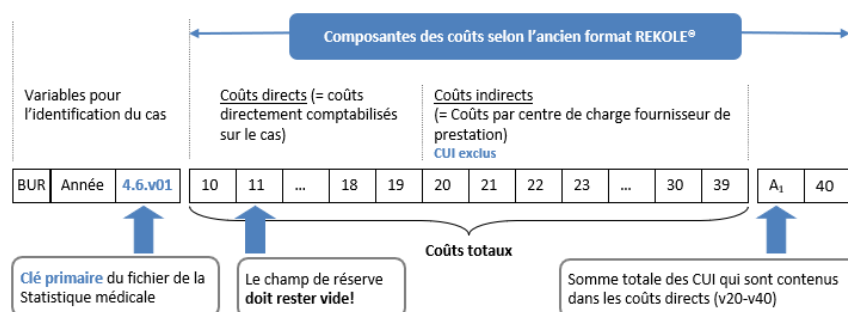 Composantes des coûts selon l'ancien format REKOLE®
Variables pour
l'identification du cas
Coûts directs (= coûts
directement comptabilisés
sur le cas)
Coûts indirects
(= Coûts par centre de charge fournisseur de
prestation)
CUI exclus
BUR Année 4.6.v01 10 11 ... 18 19 20 21 22 23 ... 30 39 A₁ 40
Coûts totaux
Clé primaire du fichier de la
Statistique médicale
Le champ de réserve
doit rester vide!
Somme totale des CUI qui sont contenus
dans les coûts directs (v20-v40)